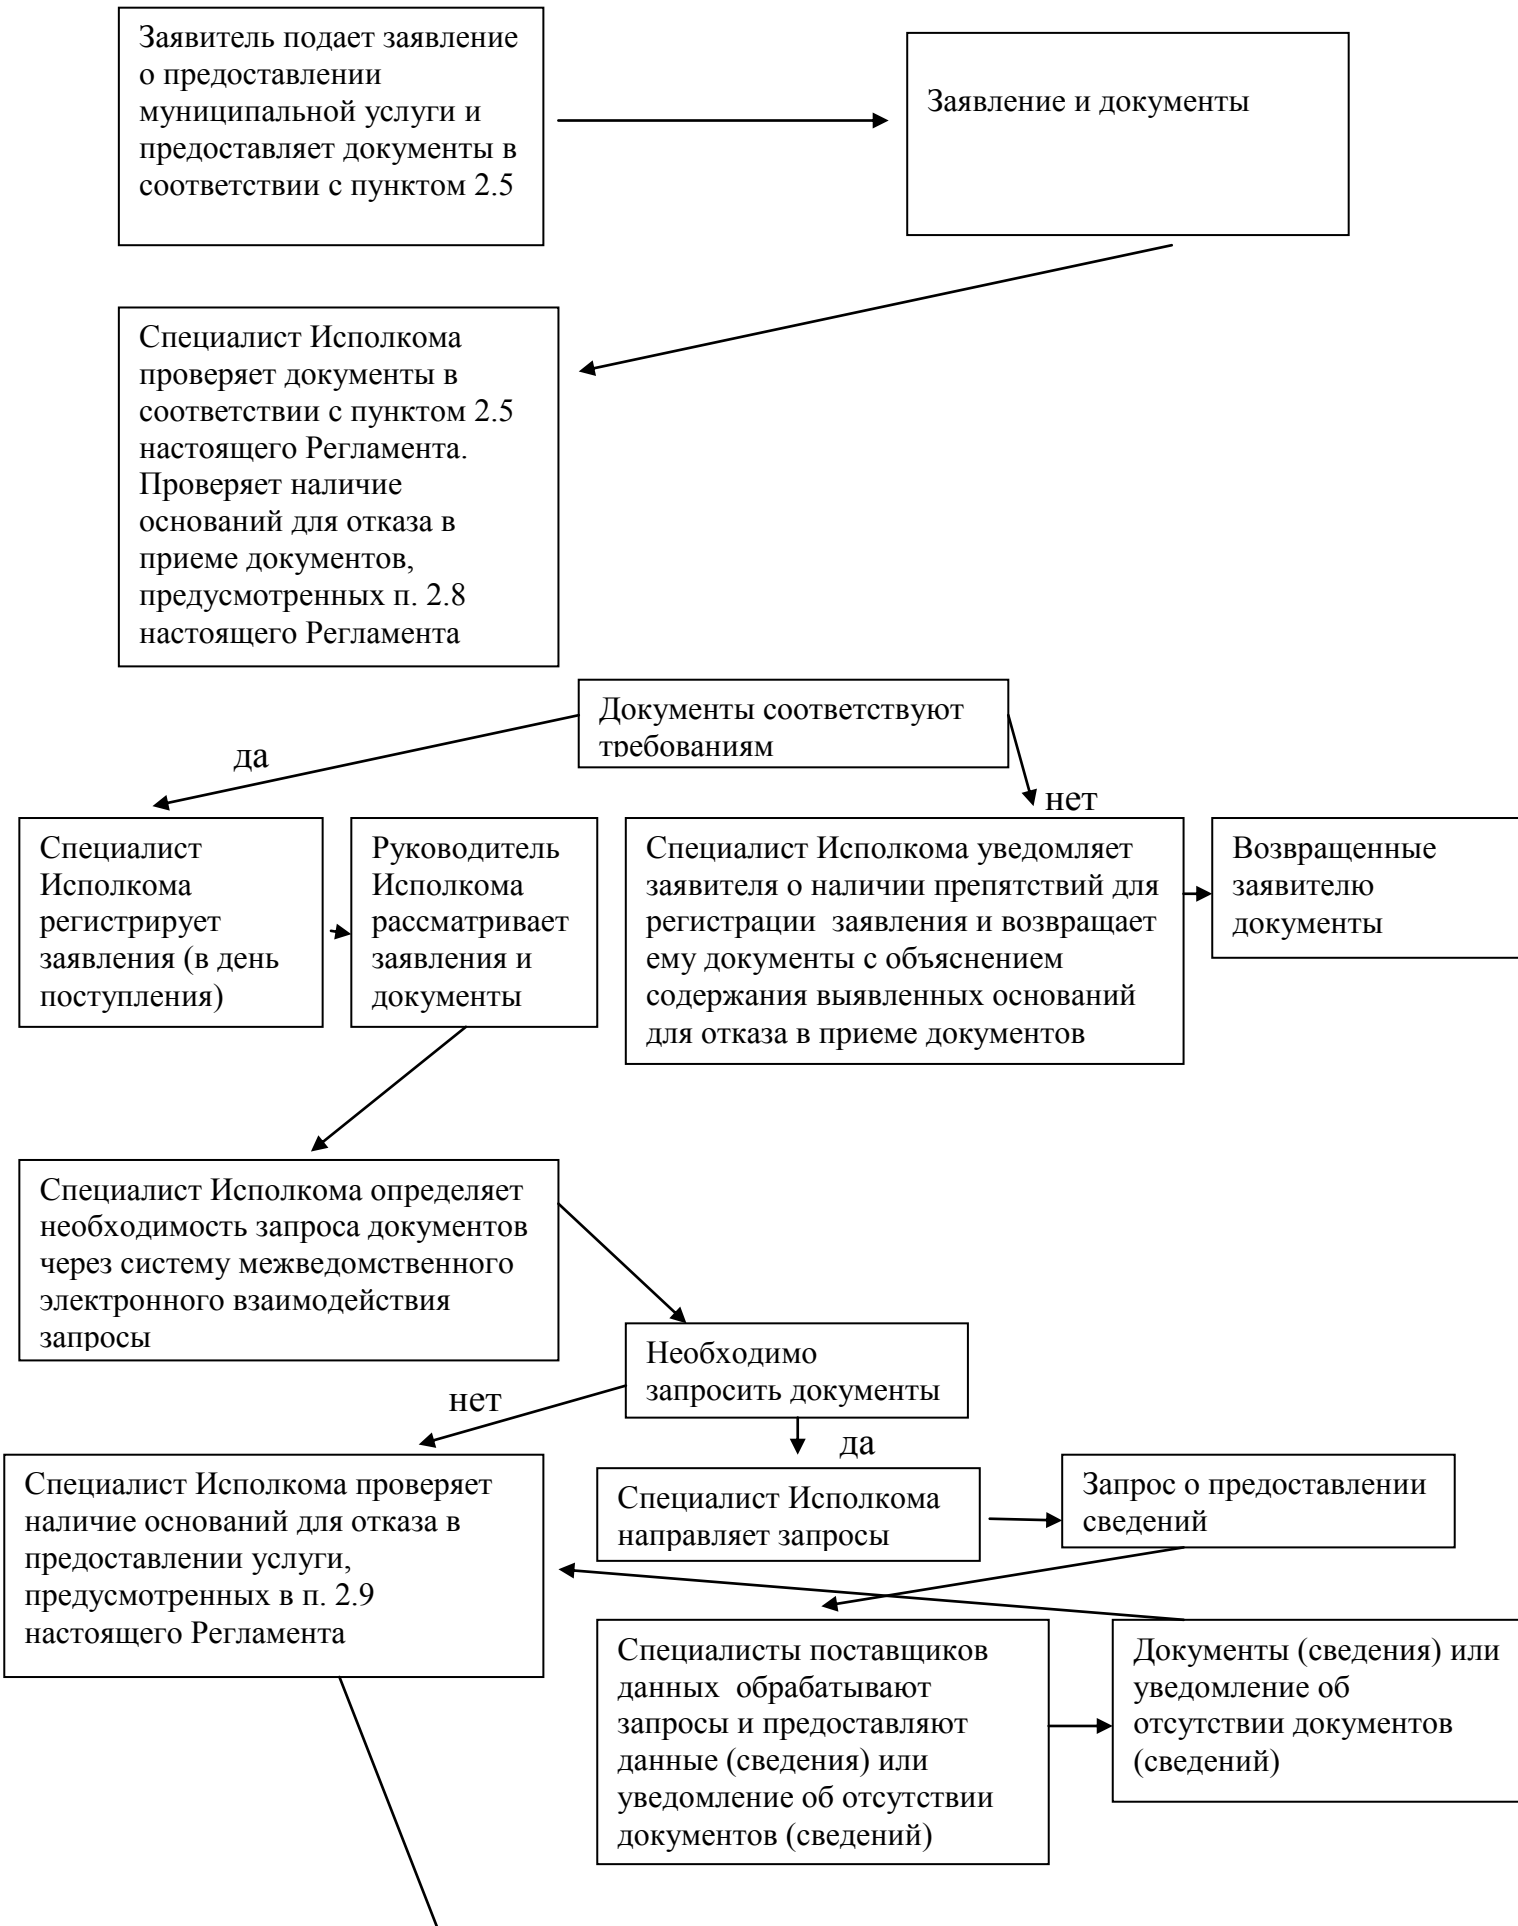 Заявитель подает заявление
о предоставлении
муниципальной услуги и
предоставляет документы в
соответствии с пунктом 2.5
Заявление и документы
Специалист Исполкома
проверяет документы в
соответствии с пунктом 2.5
настоящего Регламента.
Проверяет наличие
оснований для отказа в
приеме документов,
предусмотренных п. 2.8
настоящего Регламента
Документы соответствуют
требованиям
да
нет
Специалист
Исполкома
регистрирует
заявления (в день
поступления)
Руководитель
Исполкома
рассматривает
заявления и
документы
Специалист Исполкома уведомляет
заявителя о наличии препятствий для
регистрации  заявления и возвращает
ему документы с объяснением
содержания выявленных оснований
для отказа в приеме документов
Возвращенные
заявителю
документы
Специалист Исполкома определяет
необходимость запроса документов
через систему межведомственного
электронного взаимодействия
запросы
Необходимо
запросить документы
нет
да
Специалист Исполкома проверяет
наличие оснований для отказа в
предоставлении услуги,
предусмотренных в п. 2.9
настоящего Регламента
Специалист Исполкома
направляет запросы
Запрос о предоставлении
сведений
Специалисты поставщиков
данных  обрабатывают
запросы и предоставляют
данные (сведения) или
уведомление об отсутствии
документов (сведений)
Документы (сведения) или
уведомление об
отсутствии документов
(сведений)